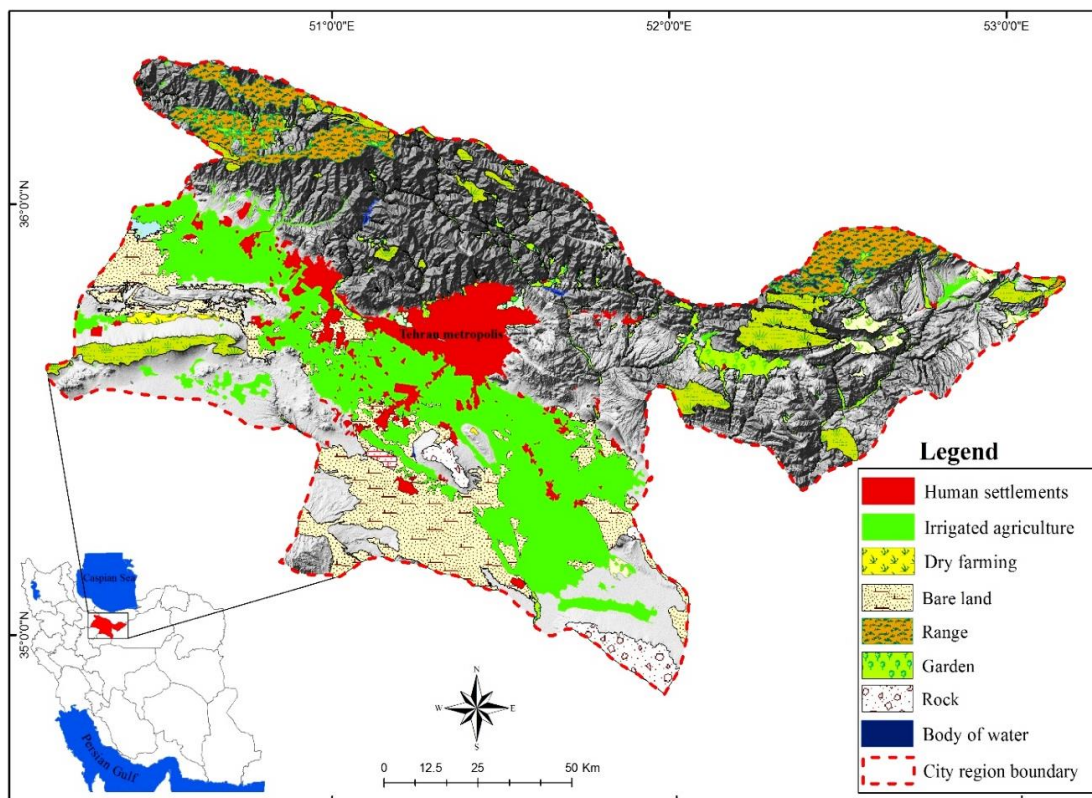 51°0'0"E
52°0'0"E
53°0'0"E
36°0'0"N
Tehran metropolis
Legend
Human settlements
Irrigated agriculture
Dry farming
Bare land
Range
Garden
Rock
Body of water
City region boundary
35°0'0"N
Caspian Sea
Persian Gulf
N
W
E
S
0 12.5 25 50 Km